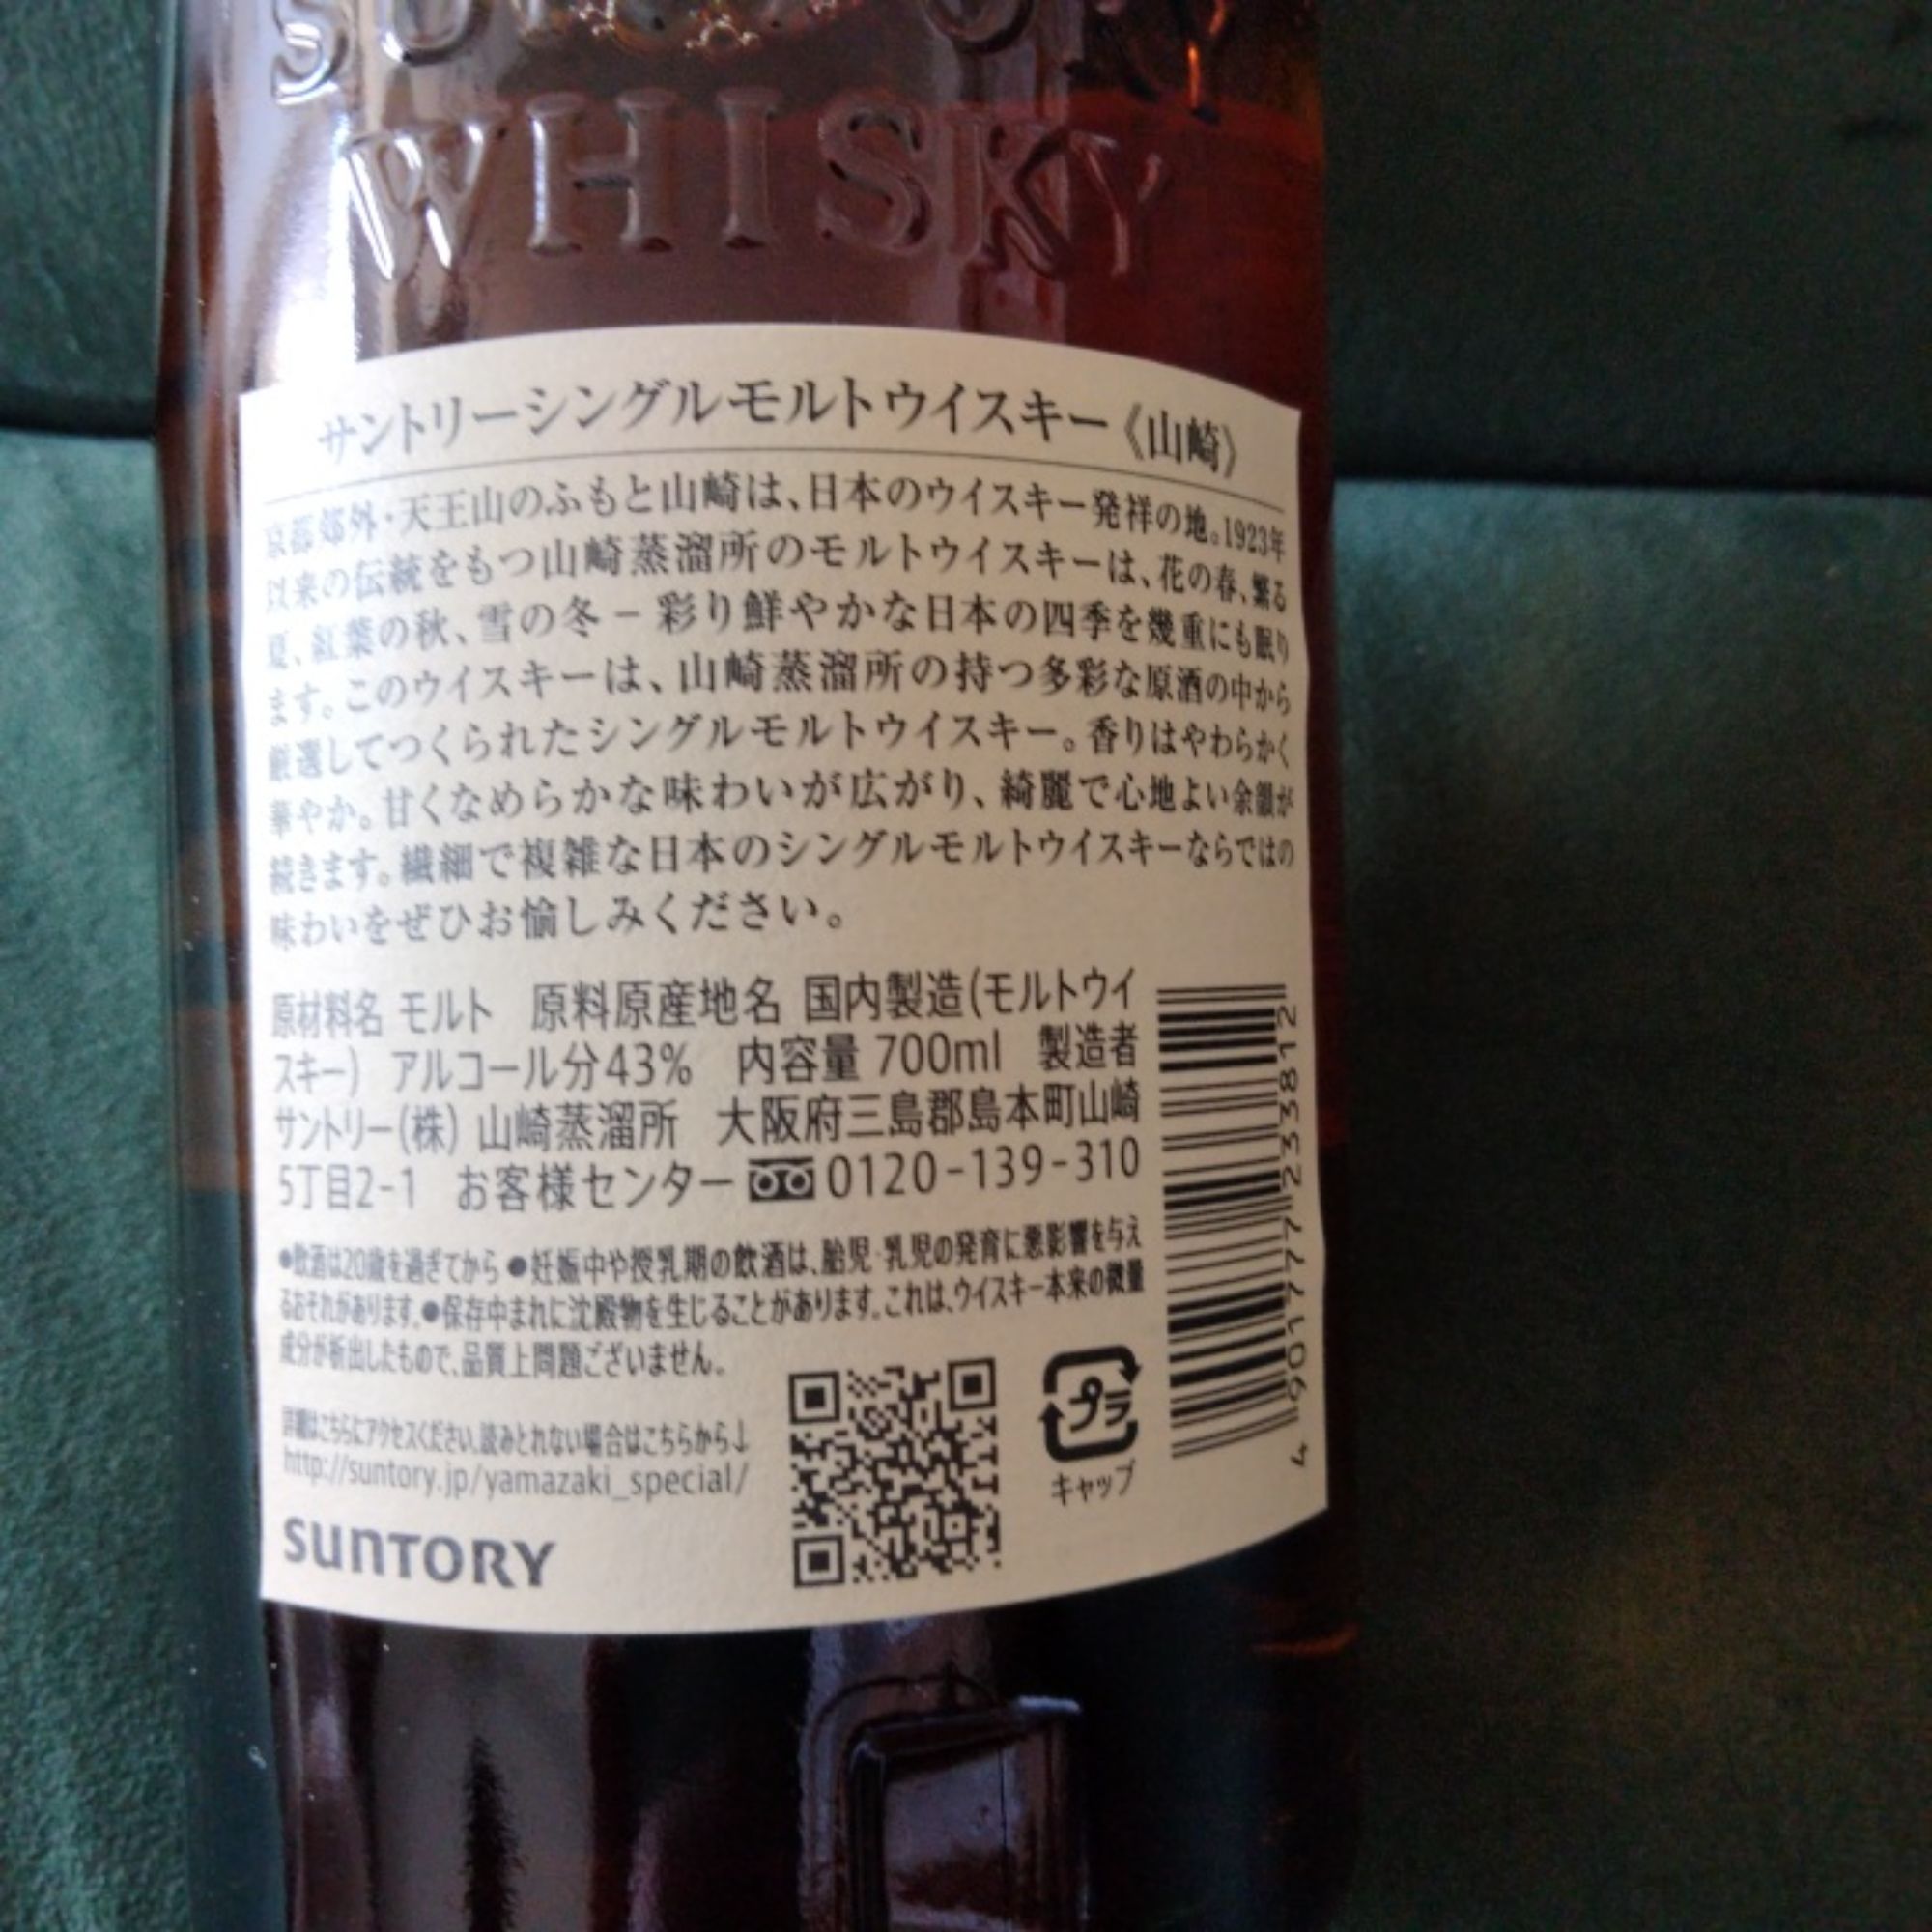 SUNTORY
WHISKY
サントリーシングルモルトウイスキー《山崎》
京都郊外・天王山のふもと山崎は、日本のウイスキー発祥の地。1923年
以来の伝統をもつ山崎蒸溜所のモルトウイスキーは、花の春、繁る
夏、紅葉の秋、雪の冬－彩り鮮やかな日本の四季を幾重にも眠り
ます。このウイスキーは、山崎蒸溜所の持つ多彩な原酒の中から
厳選してつくられたシングルモルトウイスキー。香りはやわらかく
華やか。甘くなめらかな味わいが広がり、綺麗で心地よい余韻が
続きます。繊細で複雑な日本のシングルモルトウイスキーならではの
味わいをぜひお愉しみください。
原材料名 モルト　原料原産地名 国内製造(モルトウイ
スキー)　アルコール分43%　内容量 700ml　製造者
サントリー(株) 山崎蒸溜所　大阪府三島郡島本町山崎
5丁目2-1　お客様センター 0120-139-310
●飲酒は20歳を過ぎてから ●妊娠中や授乳期の飲酒は、胎児・乳児の発育に悪影響を与え
るおそれがあります。●保存中まれに沈殿物を生じることがあります。これは、ウイスキー本来の微量
成分が析出したもので、品質上問題ございません。
詳細はこちらにアクセスください。読みとれない場合はこちらから↓
http://suntory.jp/yamazaki_special/
SUNTORY
プラ
キャップ
4 901777 233812